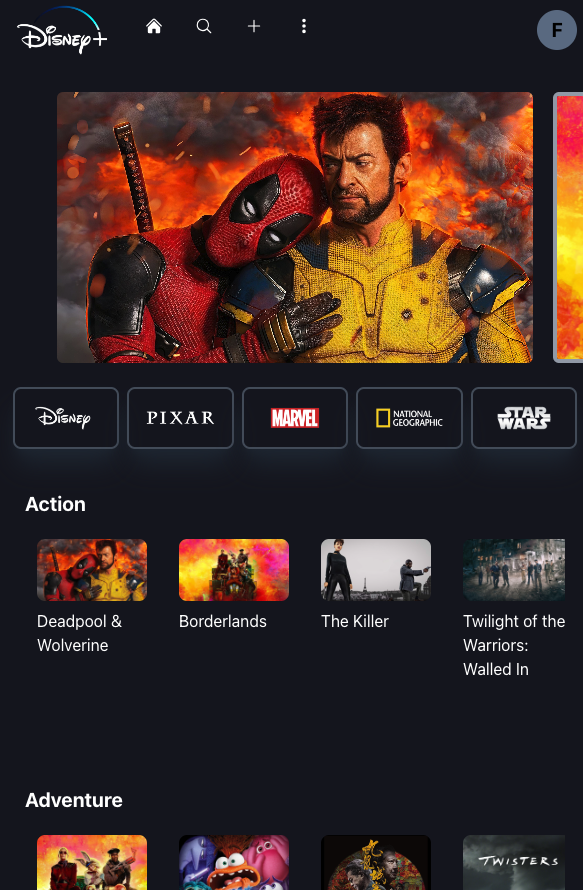 Disney+
F
Disney
PIXAR
MARVEL
NATIONAL
GEOGRAPHIC
STAR
WARS
Action
Deadpool &
Wolverine
Borderlands
The Killer
Twilight of the
Warriors:
Walled In
Adventure
TWISTERS